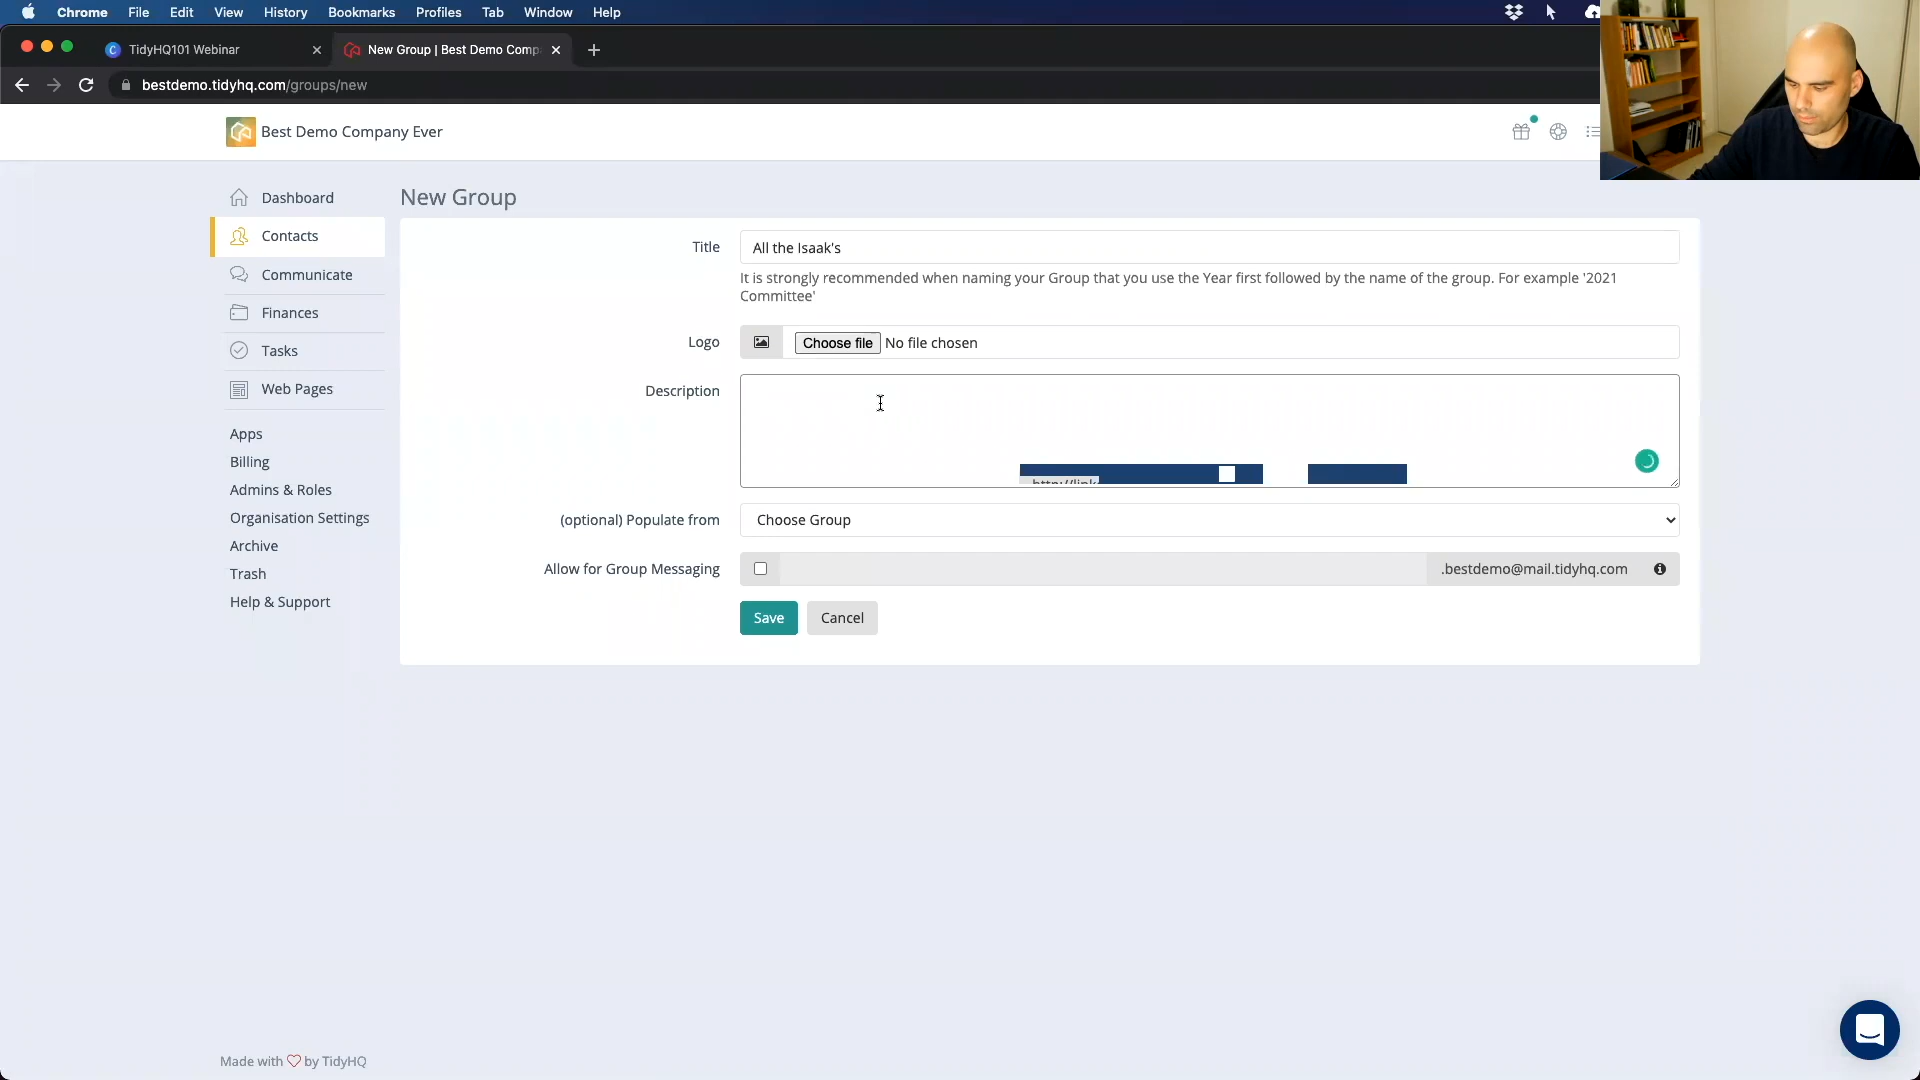 Chrome File Edit View History Bookmarks Profiles Tab Window Help
TidyHQ101 Webinar
New Group | Best Demo Comp
bestdemo.tidyhq.com/groups/new
Best Demo Company Ever
Dashboard
Contacts
Communicate
Finances
Tasks
Web Pages
Apps
Billing
Admins & Roles
Organisation Settings
Archive
Trash
Help & Support
New Group
Title
All the Isaak's
It is strongly recommended when naming your Group that you use the Year first followed by the name of the group. For example '2021
Committee'
Logo
Choose file No file chosen
Description
(optional) Populate from
Choose Group
Allow for Group Messaging
.bestdemo@mail.tidyhq.com
Save
Cancel
Made with by TidyHQ